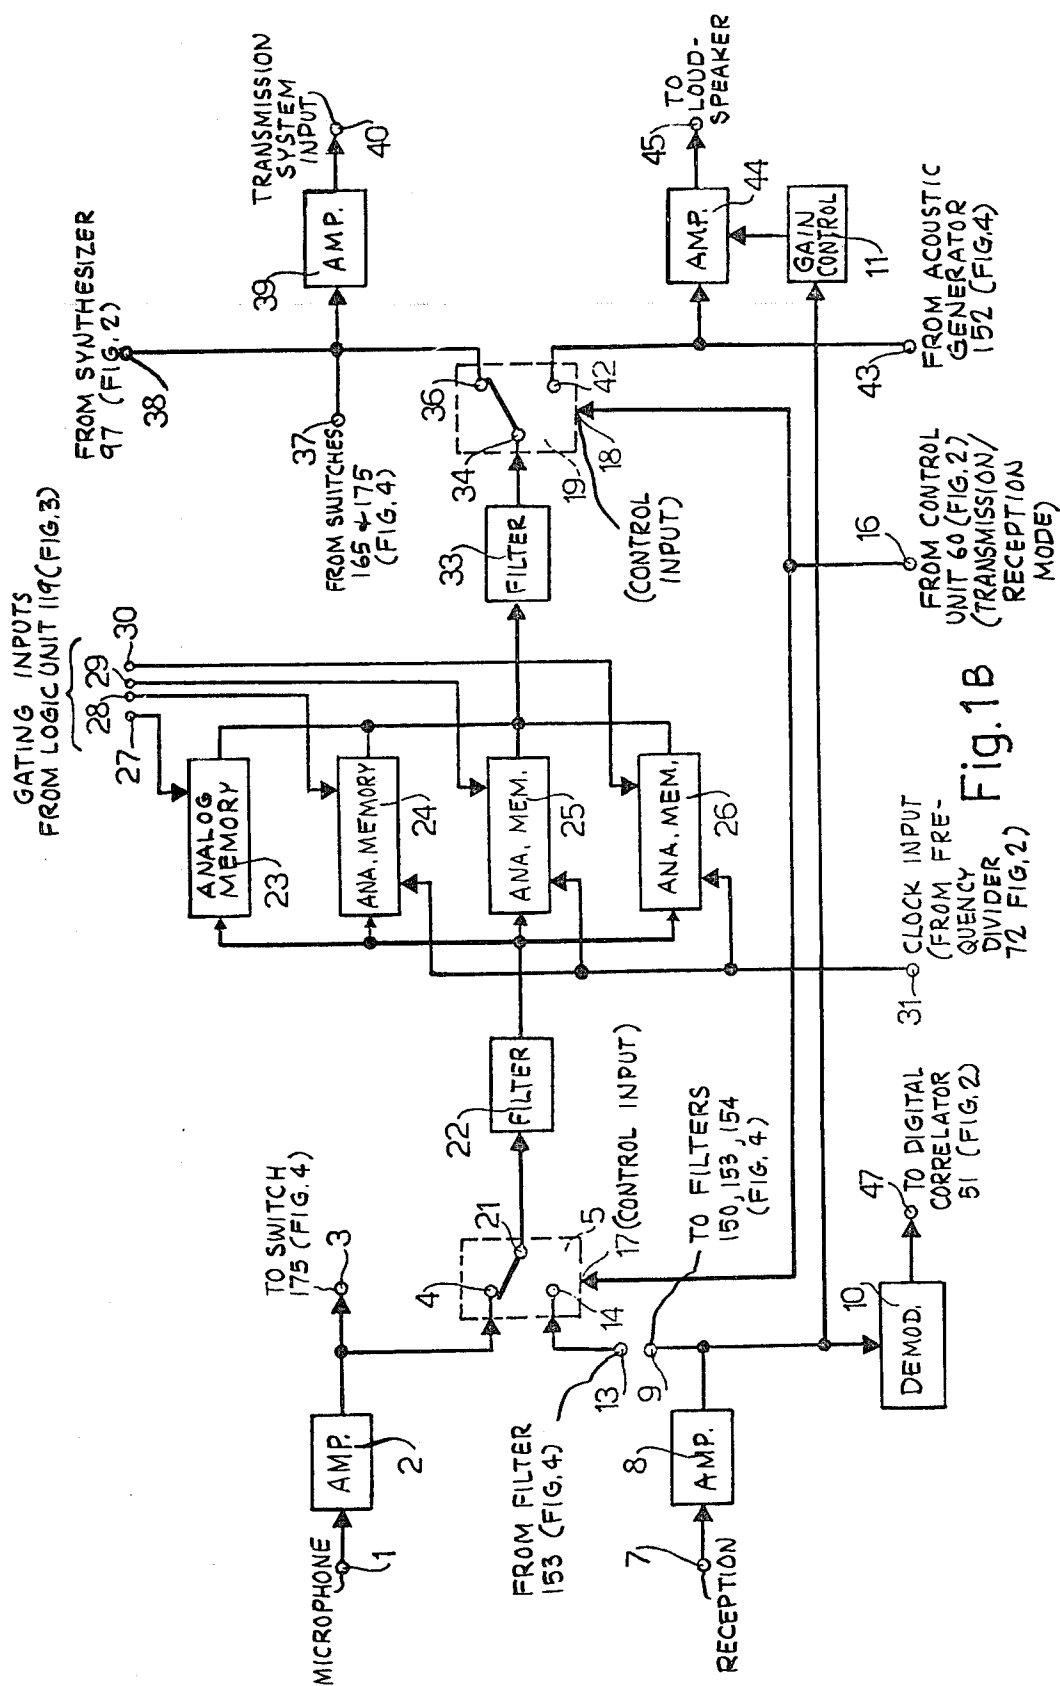 MICROPHONE
1
AMP.
2
TO SWITCH
175 (FIG. 4)
3
4
21
5
14
17 (CONTROL INPUT)
FROM FILTER
153 (FIG. 4)
13
9
TO FILTERS
150, 153, 154
(FIG. 4)
RECEPTION
7
8
AMP.
DEMOD.
10
47
TO DIGITAL
CORRELATOR
51 (FIG. 2)
22
FILTER
GATING INPUTS
FROM LOGIC UNIT 119 (FIG. 3)
27
28
29
30
ANALOG
MEMORY
23
ANA. MEMORY
24
ANA. MEM.
25
ANA. MEM.
26
31
CLOCK INPUT
(FROM FRE-
QUENCY
DIVIDER
72 FIG. 2)
33
FILTER
34
36
42
19
18
(CONTROL
INPUT)
FROM SWITCHES
165 & 175
(FIG. 4)
37
FROM SYNTHESIZER
97 (FIG. 2)
38
39
AMP.
TRANSMISSION
SYSTEM
INPUT
40
AMP.
44
45
TO
LOUD-
SPEAKER
GAIN
CONTROL
11
43
FROM ACOUSTIC
GENERATOR
152 (FIG. 4)
16
FROM CONTROL
UNIT 60 (FIG. 2)
(TRANSMISSION/
RECEPTION
MODE)
Fig. 1B